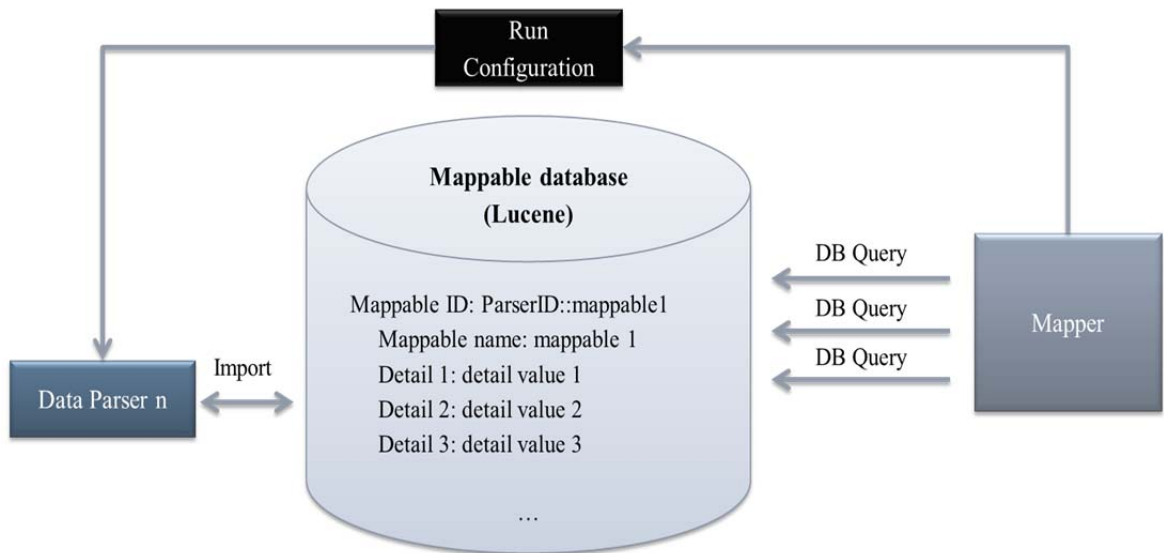 Run
Configuration
Mappable database
(Lucene)
DB Query
Mappable ID: ParserID::mappable1
DB Query
Mapper
Mappable name: mappable 1
Import
DB Query
Detail 1: detail value 1
Data Parser n
Detail 2: detail value 2
Detail 3: detail value 3
…